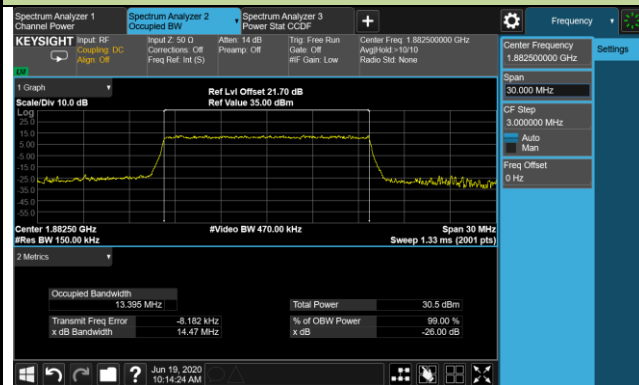 Spectrum Analyzer 1
Channel Power
Spectrum Analyzer 2
Occupied BW
Spectrum Analyzer 3
Power Stat CCDF
Frequency
KEYSIGHT
Input: RF
Coupling: DC
Align: Off
Input Z: 50 Ω
Corrections: Off
Freq Ref: Int (S)
Atten: 14 dB
Preamp: Off
Trig: Free Run
Gate: Off
#IF Gain: Low
Center Freq: 1.882500000 GHz
Avg|Hold:>10/10
Radio Std: None
Center Frequency
1.882500000 GHz
Settings
Span
30.000 MHz
CF Step
3.000000 MHz
Auto
Man
Freq Offset
0 Hz
1 Graph
Scale/Div 10.0 dB
Ref Lvl Offset 21.70 dB
Ref Value 35.00 dBm
Log
25.0
15.0
5.00
-5.00
-15.0
-25.0
-35.0
-45.0
-55.0
Center 1.88250 GHz
#Res BW 150.00 kHz
#Video BW 470.00 kHz
Span 30 MHz
Sweep 1.33 ms (2001 pts)
2 Metrics
Occupied Bandwidth
13.395 MHz
Total Power 30.5 dBm
Transmit Freq Error -8.182 kHz
% of OBW Power 99.00 %
x dB Bandwidth 14.47 MHz
x dB -26.00 dB
?
Jun 19, 2020
10:14:24 AM